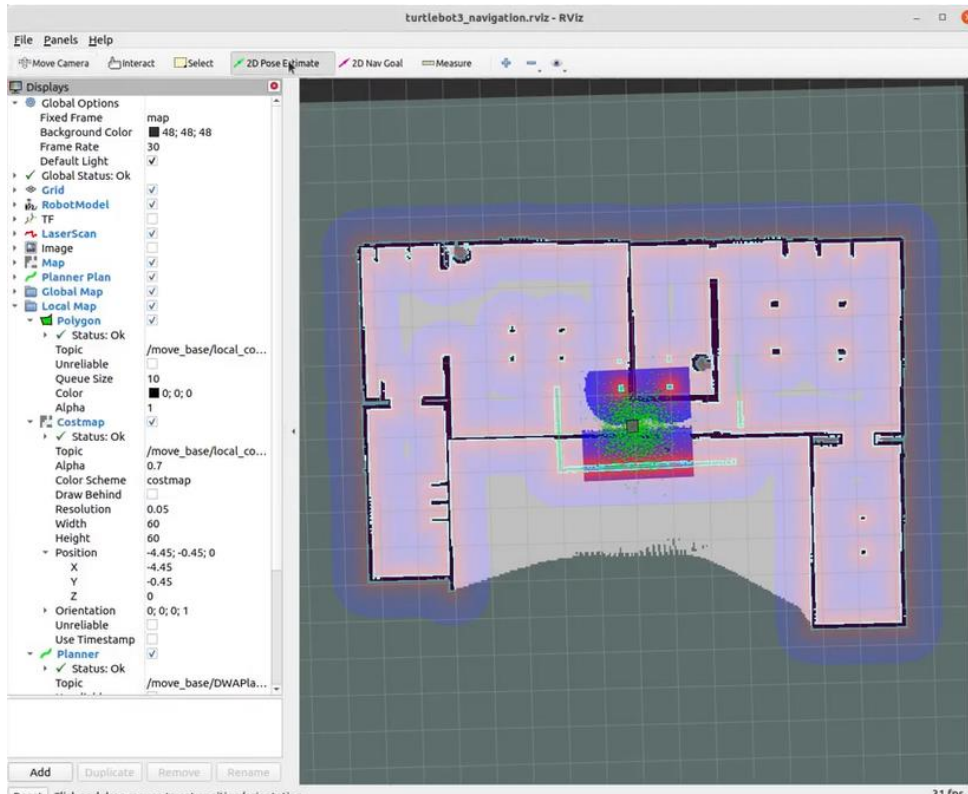 turtlebot3_navigation.rviz - RViz
File Panels Help
Move Camera Interact Select 2D Pose Estimate 2D Nav Goal Measure
Displays
Global Options
Fixed Frame map
Background Color 48; 48; 48
Frame Rate 30
Default Light
Global Status: Ok
Grid
RobotModel
TF
LaserScan
Image
Map
Planner Plan
Global Map
Local Map
Polygon
Status: Ok
Topic /move_base/local_co...
Unreliable
Queue Size 10
Color 0; 0; 0
Alpha 1
Costmap
Status: Ok
Topic /move_base/local_co...
Alpha 0.7
Color Scheme costmap
Draw Behind
Resolution 0.05
Width 60
Height 60
Position -4.45; -0.45; 0
X -4.45
Y -0.45
Z 0
Orientation 0; 0; 0; 1
Unreliable
Use Timestamp
Planner
Status: Ok
Topic /move_base/DWAPla...
Add Duplicate Remove Rename
31 fps